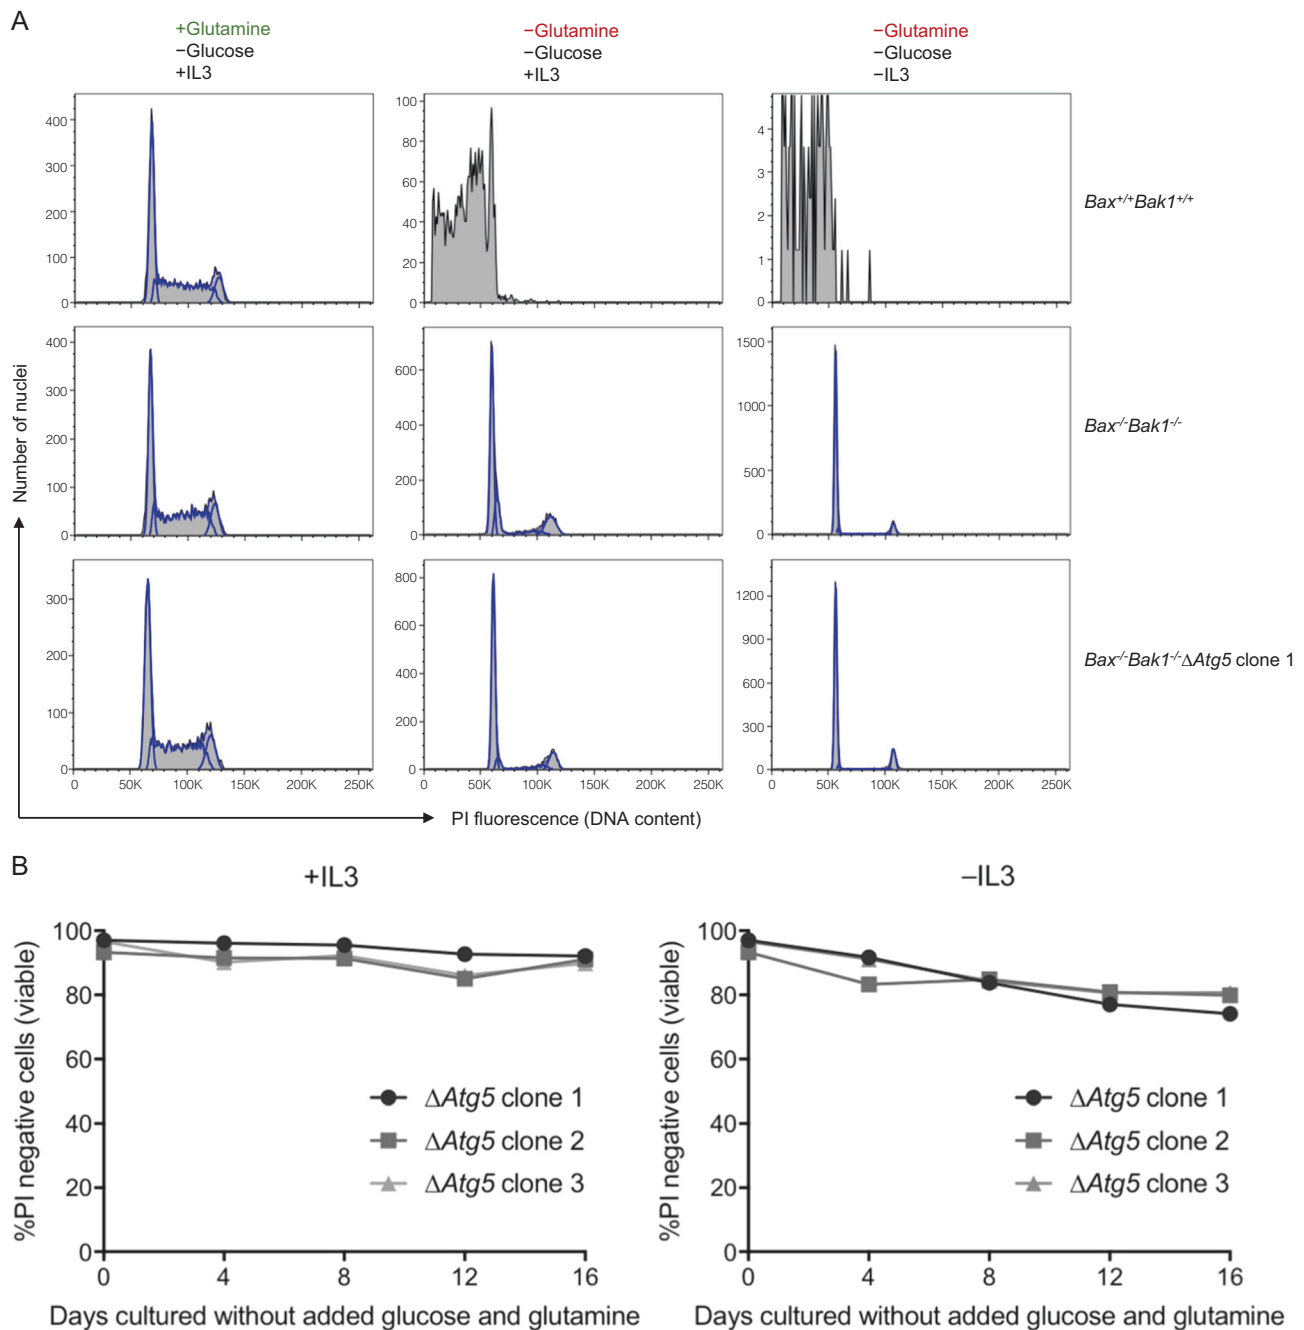 A
+Glutamine
−Glucose
+IL3
−Glutamine
−Glucose
+IL3
−Glutamine
−Glucose
−IL3
400
300
200
100
0
100
80
60
40
20
0
4
3
2
1
0
Bax+/+Bak1+/+
400
300
200
100
0
600
400
200
0
1500
1000
500
0
Bax-/-Bak1-/-
300
200
100
0
800
600
400
200
0
1200
900
600
300
0
Bax-/-Bak1-/-ΔAtg5 clone 1
0 50K 100K 150K 200K 250K
0 50K 100K 150K 200K 250K
0 50K 100K 150K 200K 250K
Number of nuclei
PI fluorescence (DNA content)
B
+IL3
100
80
60
40
20
0
%PI negative cells (viable)
ΔAtg5 clone 1
ΔAtg5 clone 2
ΔAtg5 clone 3
0 4 8 12 16
Days cultured without added glucose and glutamine
–IL3
100
80
60
40
20
0
%PI negative cells (viable)
ΔAtg5 clone 1
ΔAtg5 clone 2
ΔAtg5 clone 3
0 4 8 12 16
Days cultured without added glucose and glutamine